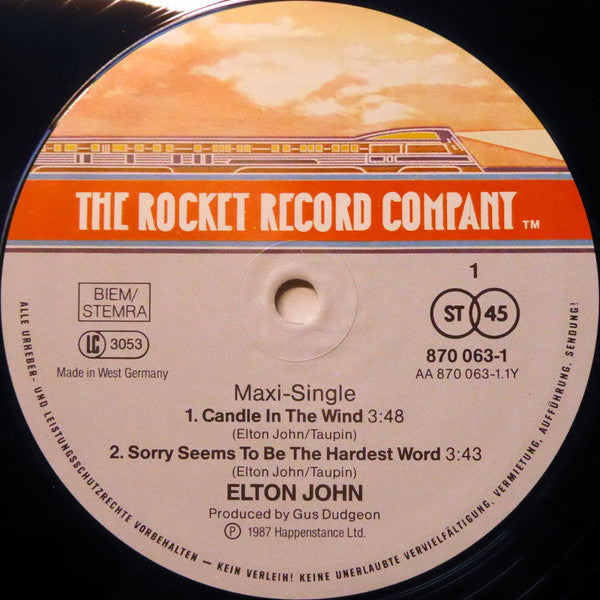 THE ROCKET RECORD COMPANY TM
BIEM/
STEMRA
LC 3053
Made in West Germany
1
ST 45
870 063-1
AA 870 063-1.1Y
Maxi-Single
1. Candle In The Wind 3:48
(Elton John/Taupin)
2. Sorry Seems To Be The Hardest Word 3:43
(Elton John/Taupin)
ELTON JOHN
Produced by Gus Dudgeon
Ⓟ 1987 Happenstance Ltd.
ALLE URHEBER- UND LEISTUNGSSCHUTZRECHTE VORBEHALTEN – KEIN VERLEIH! KEINE UNERLAUBTE VERVIELFÄLTIGUNG, VERMIETUNG, AUFFÜHRUNG, SENDUNG!